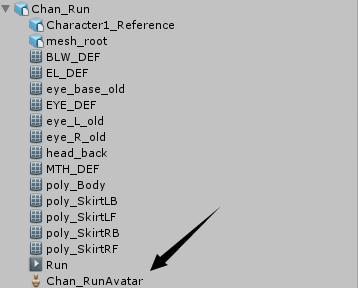 Chan_Run
Character1_Reference
mesh_root
BLW_DEF
EL_DEF
eye_base_old
EYE_DEF
eye_L_old
eye_R_old
head_back
MTH_DEF
poly_Body
poly_SkirtLB
poly_SkirtLF
poly_SkirtRB
poly_SkirtRF
Run
Chan_RunAvatar